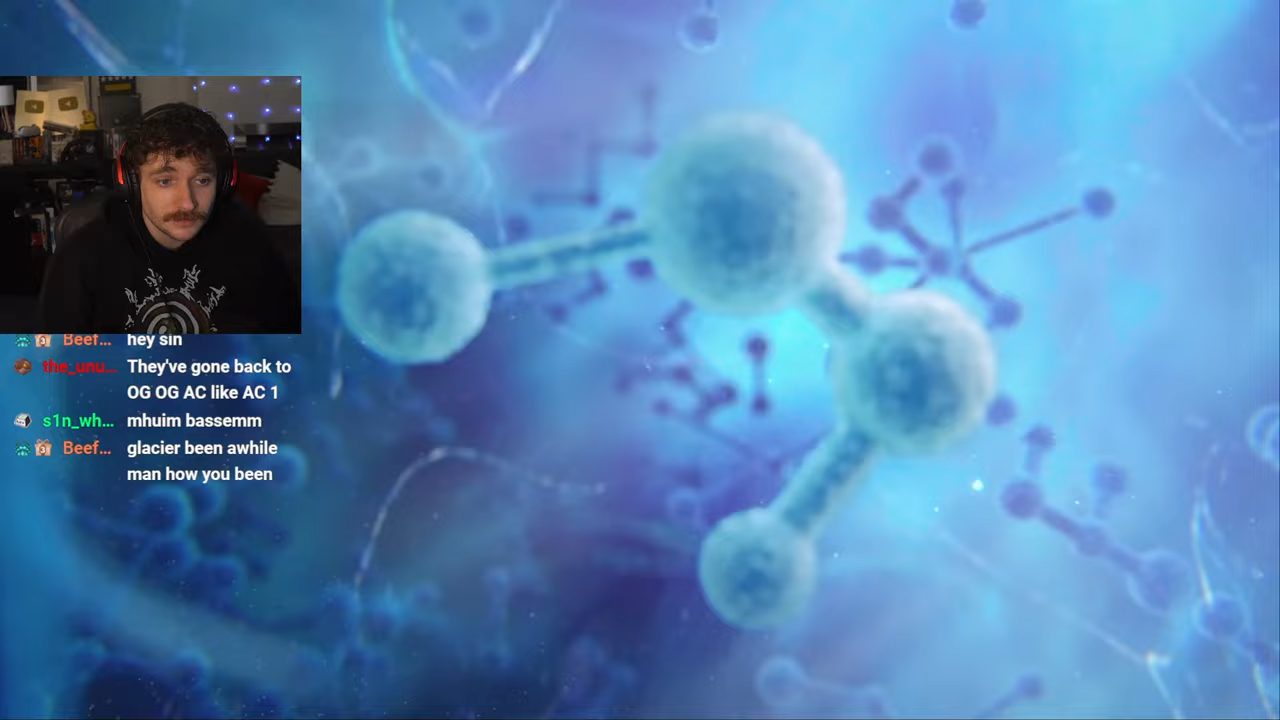 Beef... hey sin
the_unu... They've gone back to
OG OG AC like AC 1
s1n_wh... mhuim bassemm
Beef... glacier been awhile
man how you been